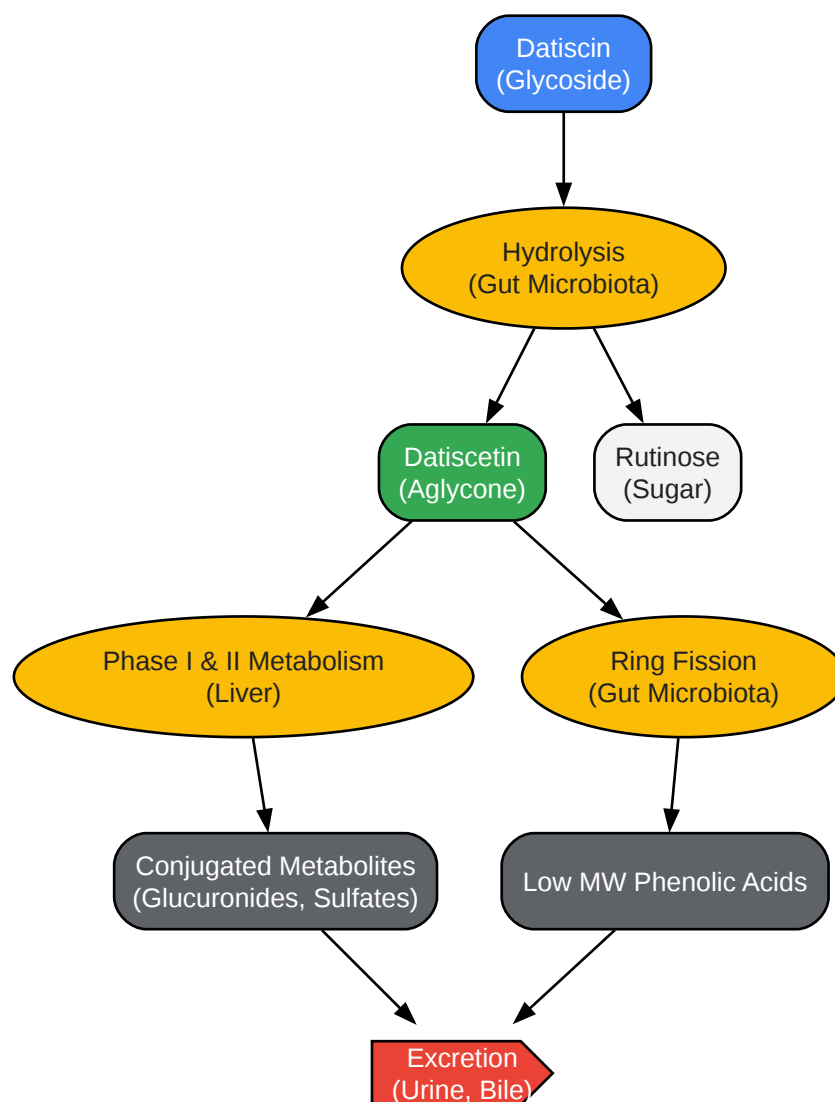 Datiscin
(Glycoside)
Hydrolysis
(Gut Microbiota)
Datiscetin
(Aglycone)
Rutinose
(Sugar)
Phase I & II Metabolism
(Liver)
Ring Fission
(Gut Microbiota)
Conjugated Metabolites
(Glucuronides, Sulfates)
Low MW Phenolic Acids
Excretion
(Urine, Bile)